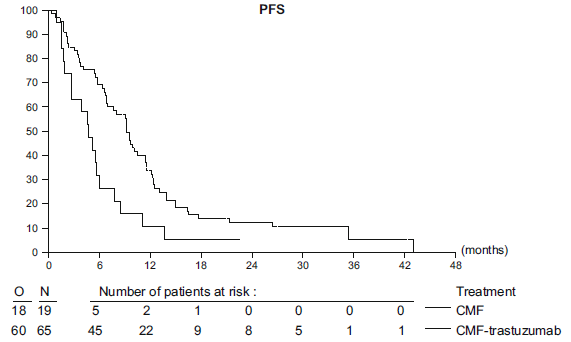 PFS
100
90
80
70
60
50
40
30
20
10
0
0 6 12 18 24 30 36 42 48
(months)
O N Number of patients at risk : Treatment
18 19 5 2 1 0 0 0 0 CMF
60 65 45 22 9 8 5 1 1 CMF-trastuzumab